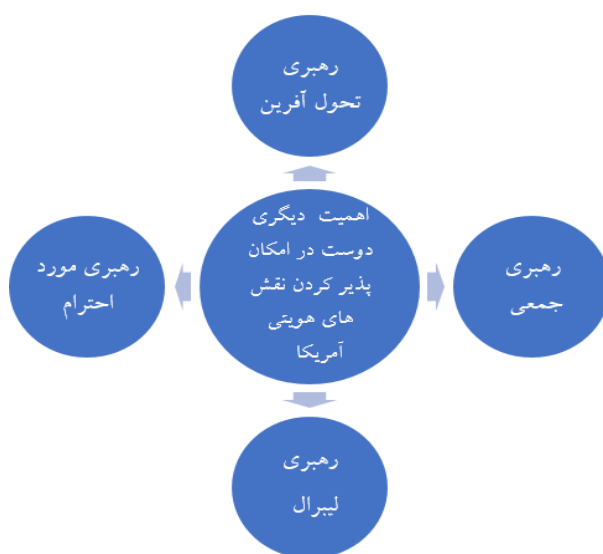 رهبری
تحول آفرین
اهمیت دیگری
دوست در امکان
پذیر کردن نقش
های هویتی
آمریکا
رهبری
جمعی
رهبری مورد
احترام
رهبری
لیبرال